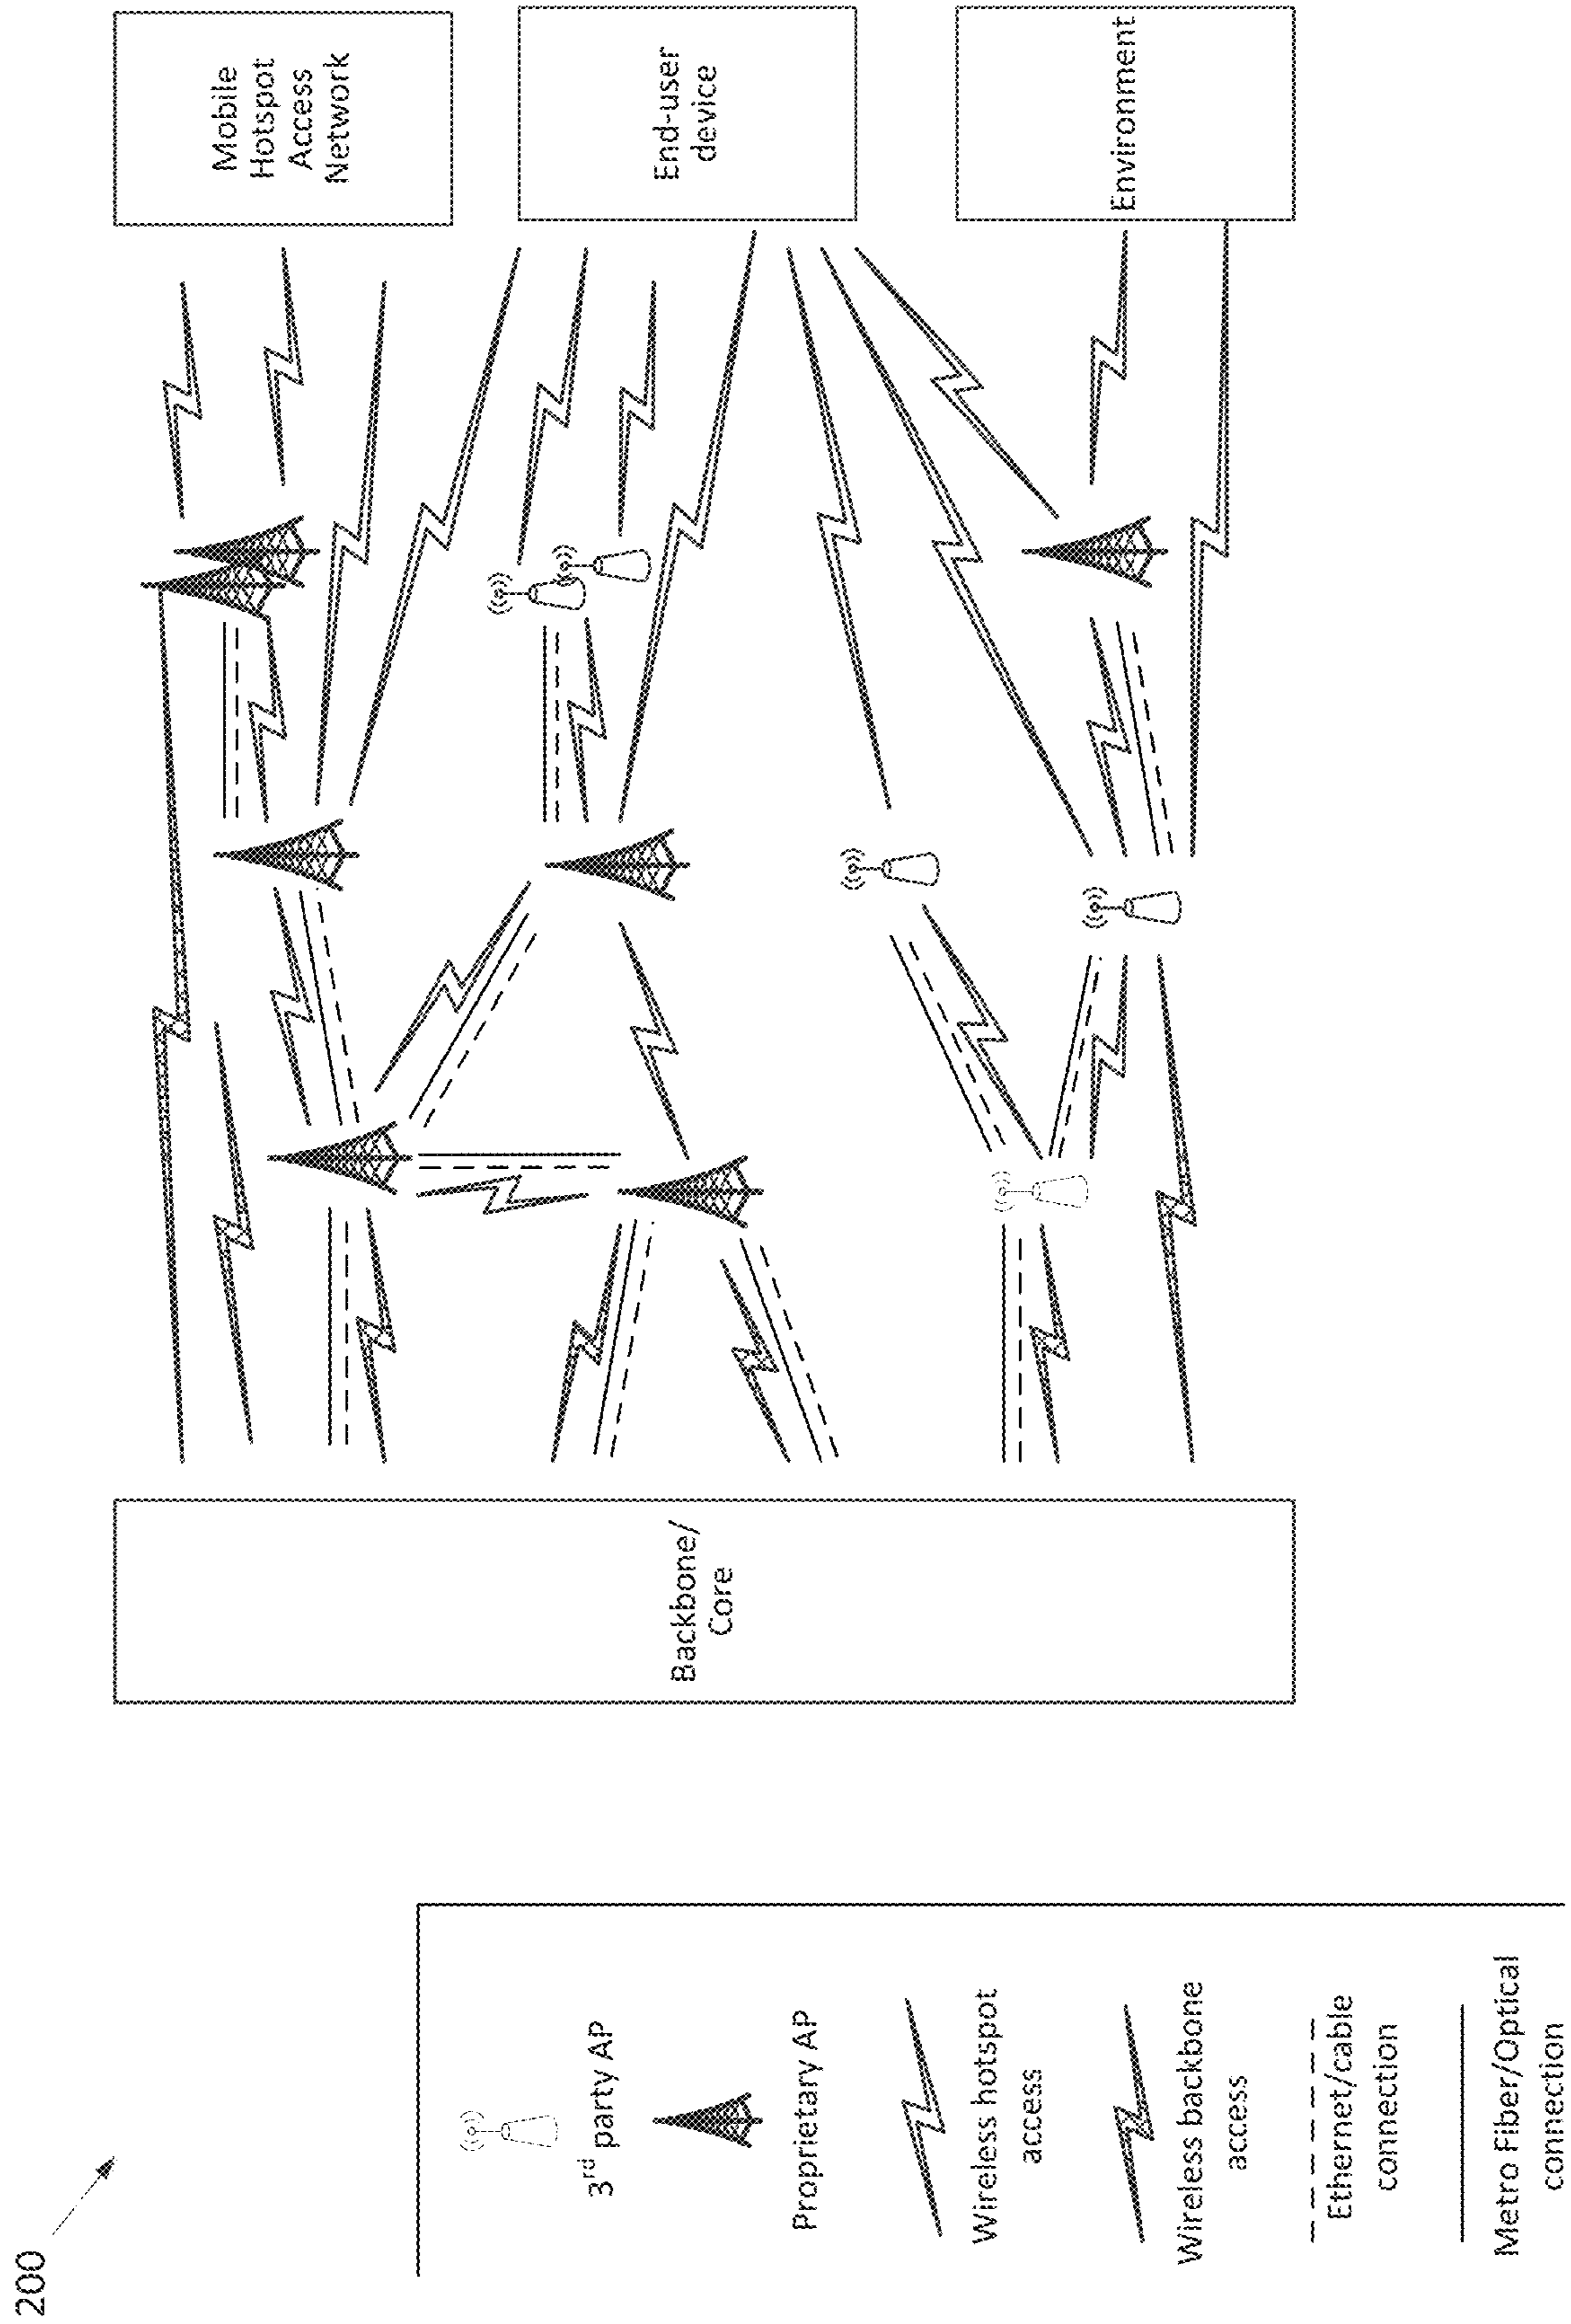 200
3rd party AP
Proprietary AP
Wireless hotspot
access
Wireless backbone
access
Ethernet/cable
connection
Metro Fiber/Optical
connection
Backbone/
Core
Mobile
Hotspot
Access
Network
End-user
device
Environment